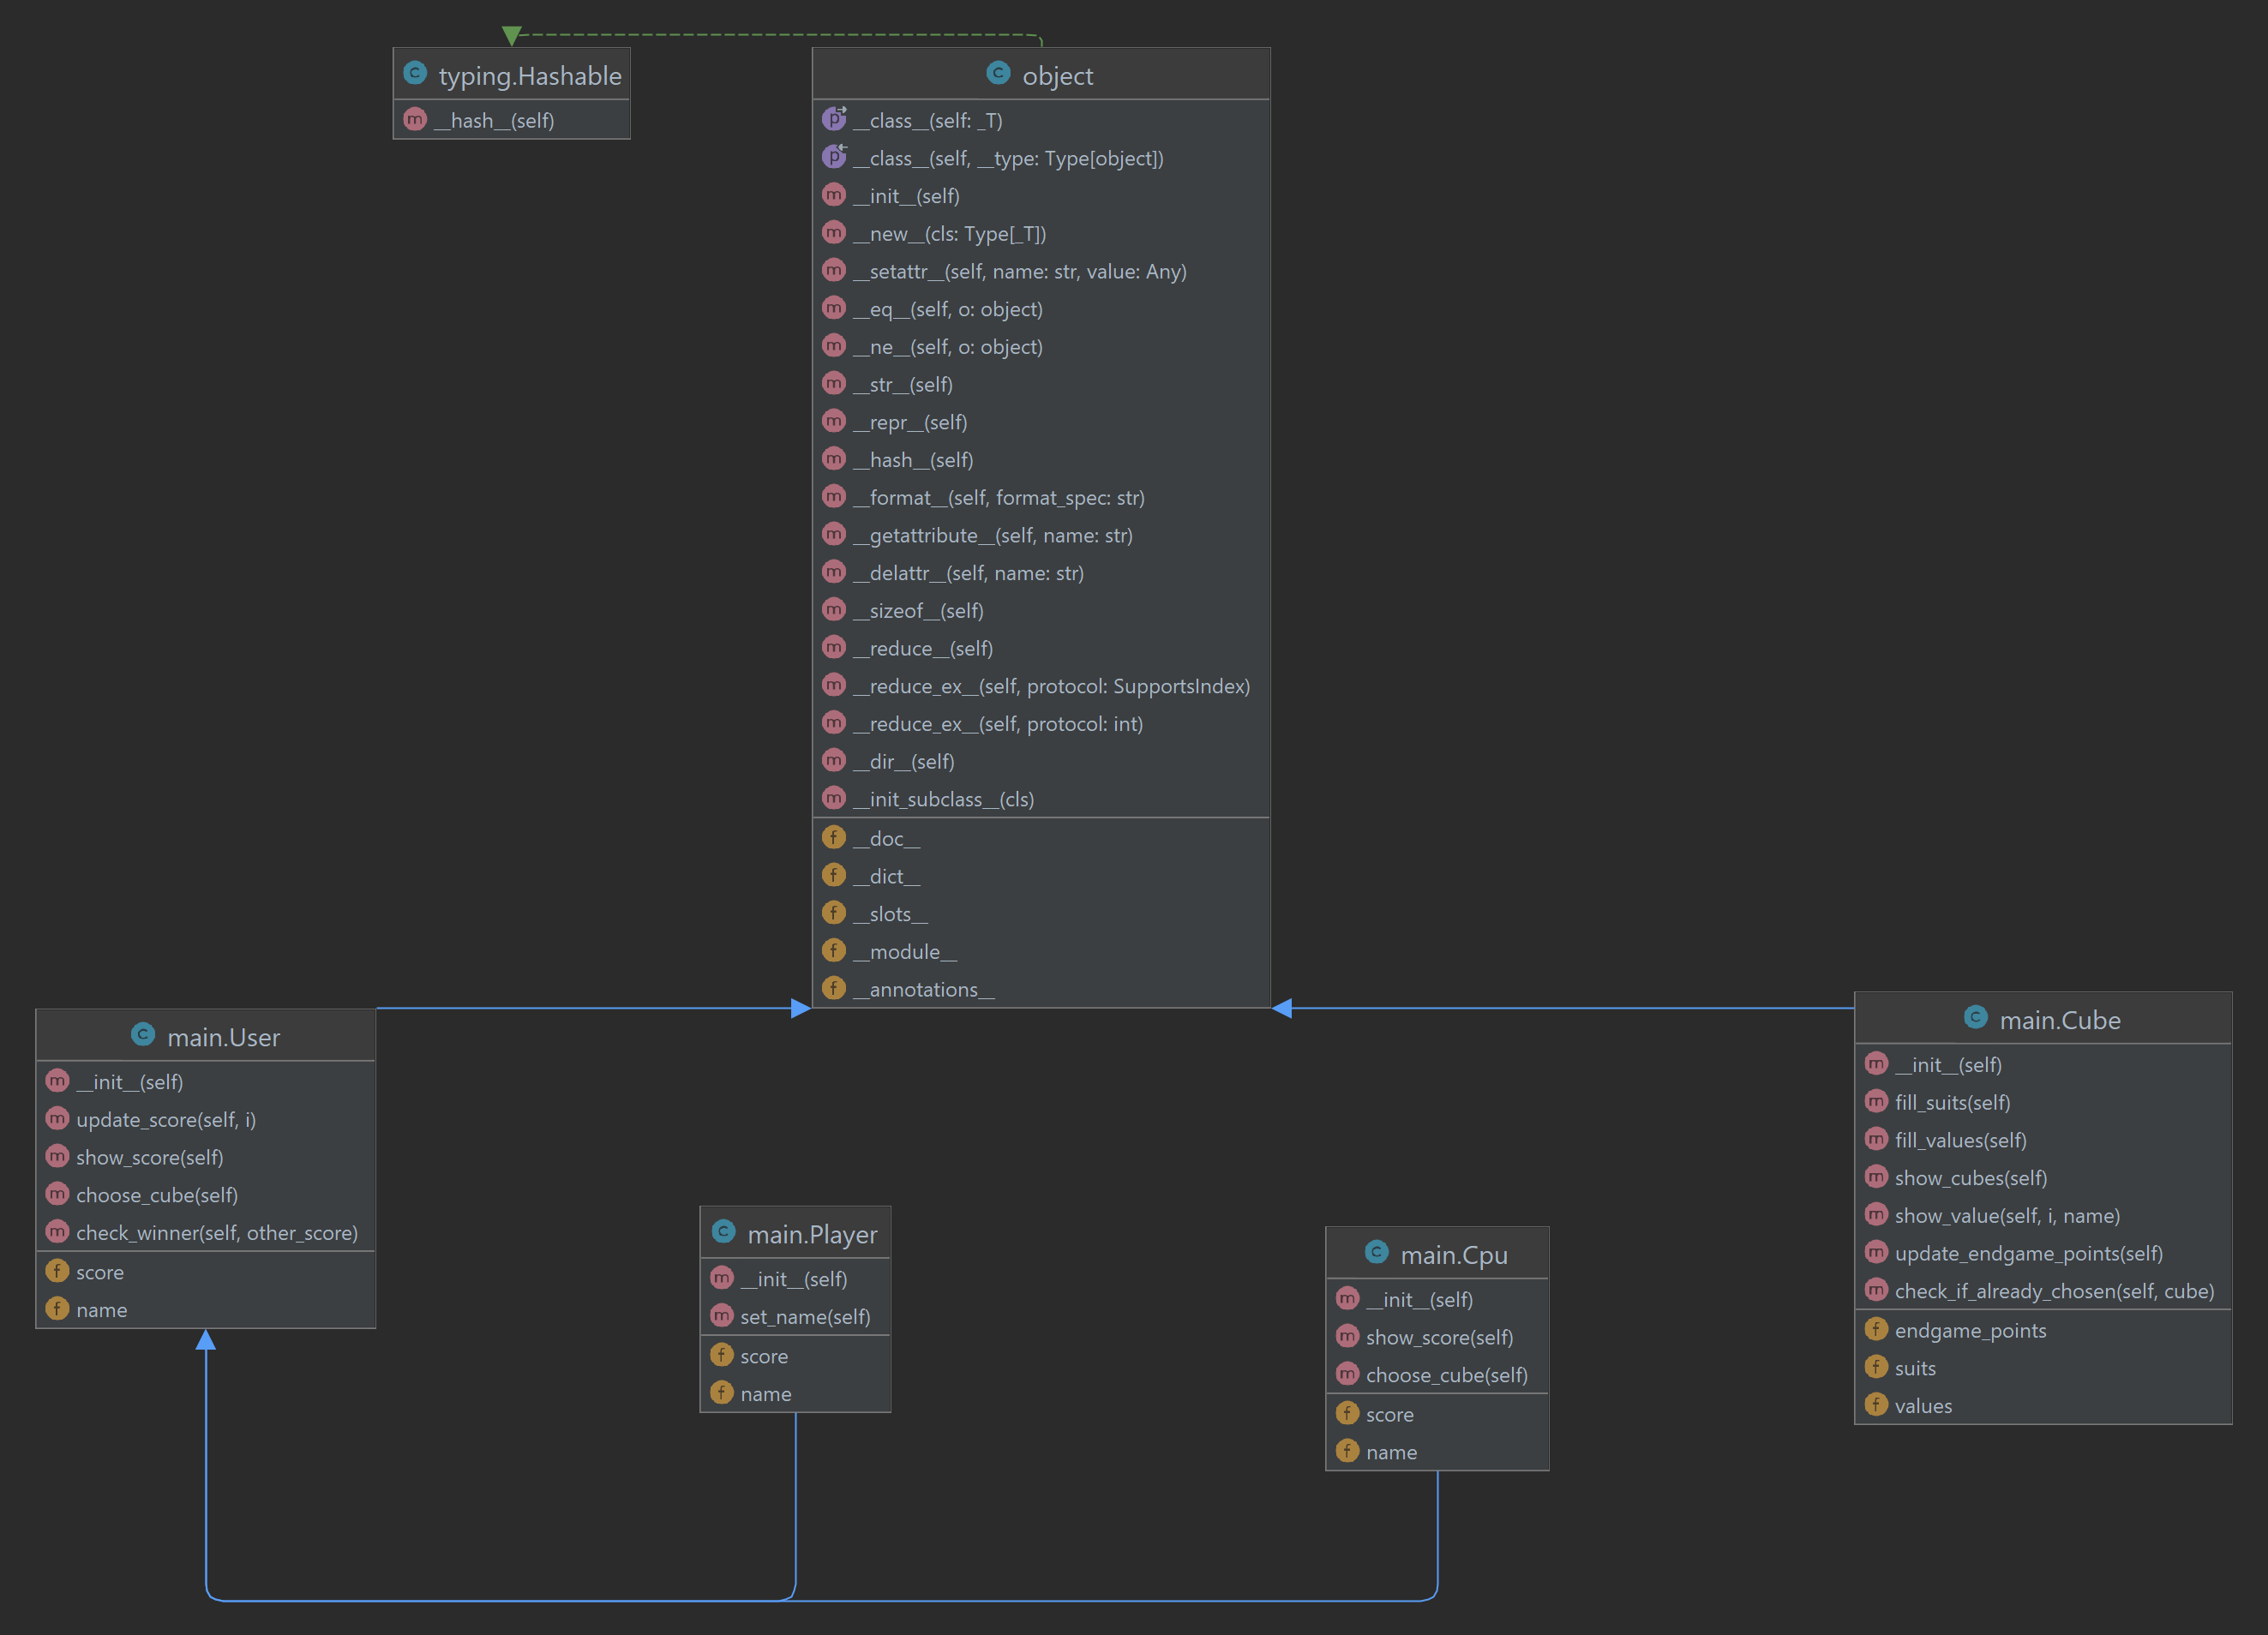 typing.Hashable
__hash__(self)
object
__class__(self: _T)
__class__(self, __type: Type[object])
__init__(self)
__new__(cls: Type[_T])
__setattr__(self, name: str, value: Any)
__eq__(self, o: object)
__ne__(self, o: object)
__str__(self)
__repr__(self)
__hash__(self)
__format__(self, format_spec: str)
__getattribute__(self, name: str)
__delattr__(self, name: str)
__sizeof__(self)
__reduce__(self)
__reduce_ex__(self, protocol: SupportsIndex)
__reduce_ex__(self, protocol: int)
__dir__(self)
__init_subclass__(cls)
__doc__
__dict__
__slots__
__module__
__annotations__
main.User
__init__(self)
update_score(self, i)
show_score(self)
choose_cube(self)
check_winner(self, other_score)
score
name
main.Player
__init__(self)
set_name(self)
score
name
main.Cpu
__init__(self)
show_score(self)
choose_cube(self)
score
name
main.Cube
__init__(self)
fill_suits(self)
fill_values(self)
show_cubes(self)
show_value(self, i, name)
update_endgame_points(self)
check_if_already_chosen(self, cube)
endgame_points
suits
values